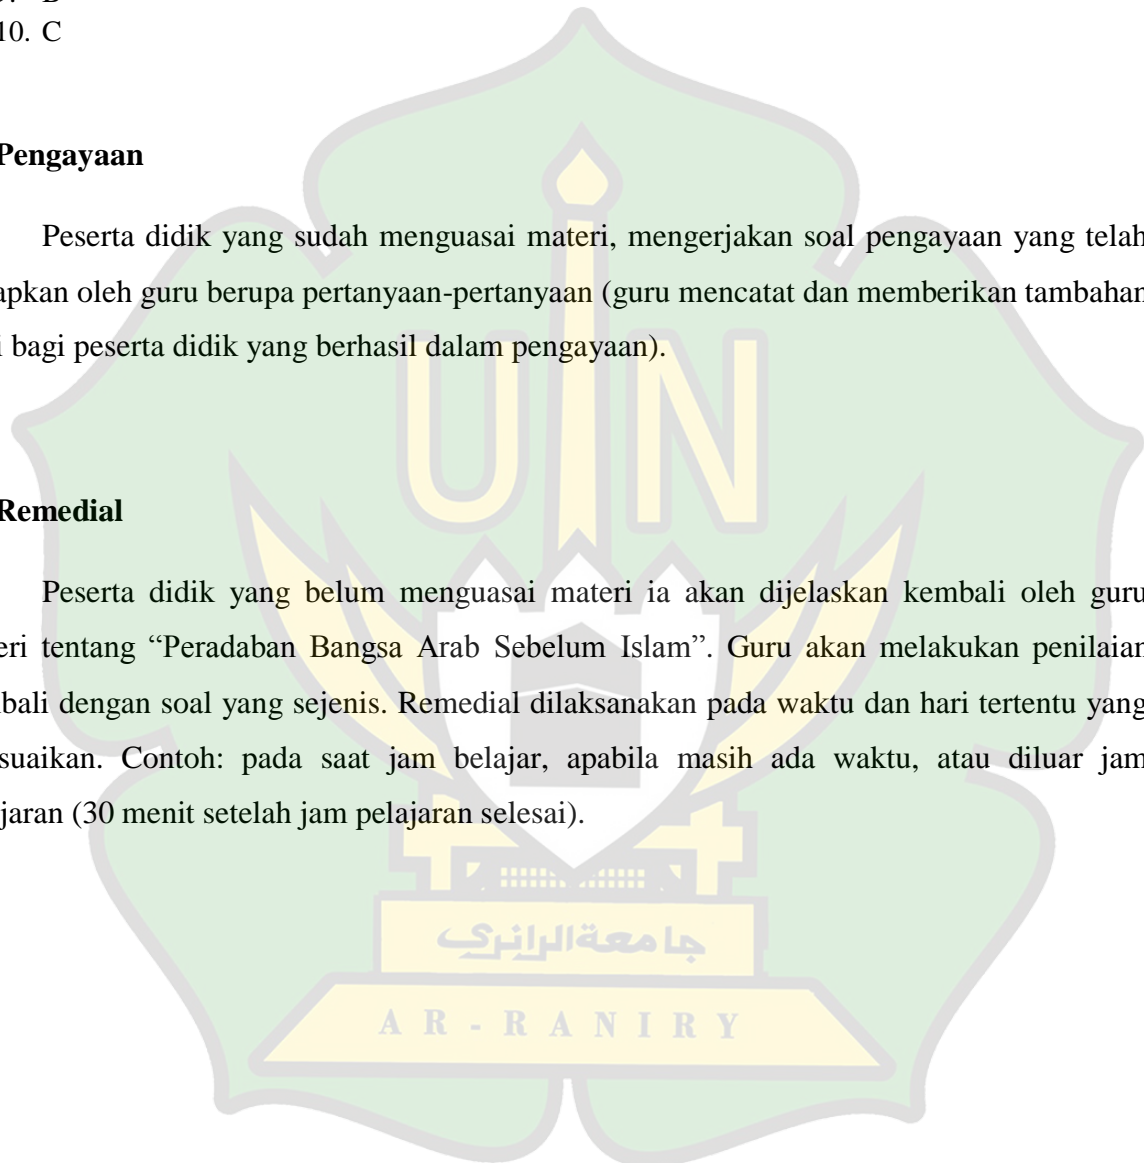 10. C
Pengayaan
Peserta didik yang sudah menguasai materi, mengerjakan soal pengayaan yang telah
apkan oleh guru berupa pertanyaan-pertanyaan (guru mencatat dan memberikan tambahan
i bagi peserta didik yang berhasil dalam pengayaan).
UIN
Remedial
Peserta didik yang belum menguasai materi ia akan dijelaskan kembali oleh guru
eri tentang “Peradaban Bangsa Arab Sebelum Islam”. Guru akan melakukan penilaian
bali dengan soal yang sejenis. Remedial dilaksanakan pada waktu dan hari tertentu yang
suaikan. Contoh: pada saat jam belajar, apabila masih ada waktu, atau diluar jam
jaran (30 menit setelah jam pelajaran selesai).
جامعة الرانري
AR-RANIRY